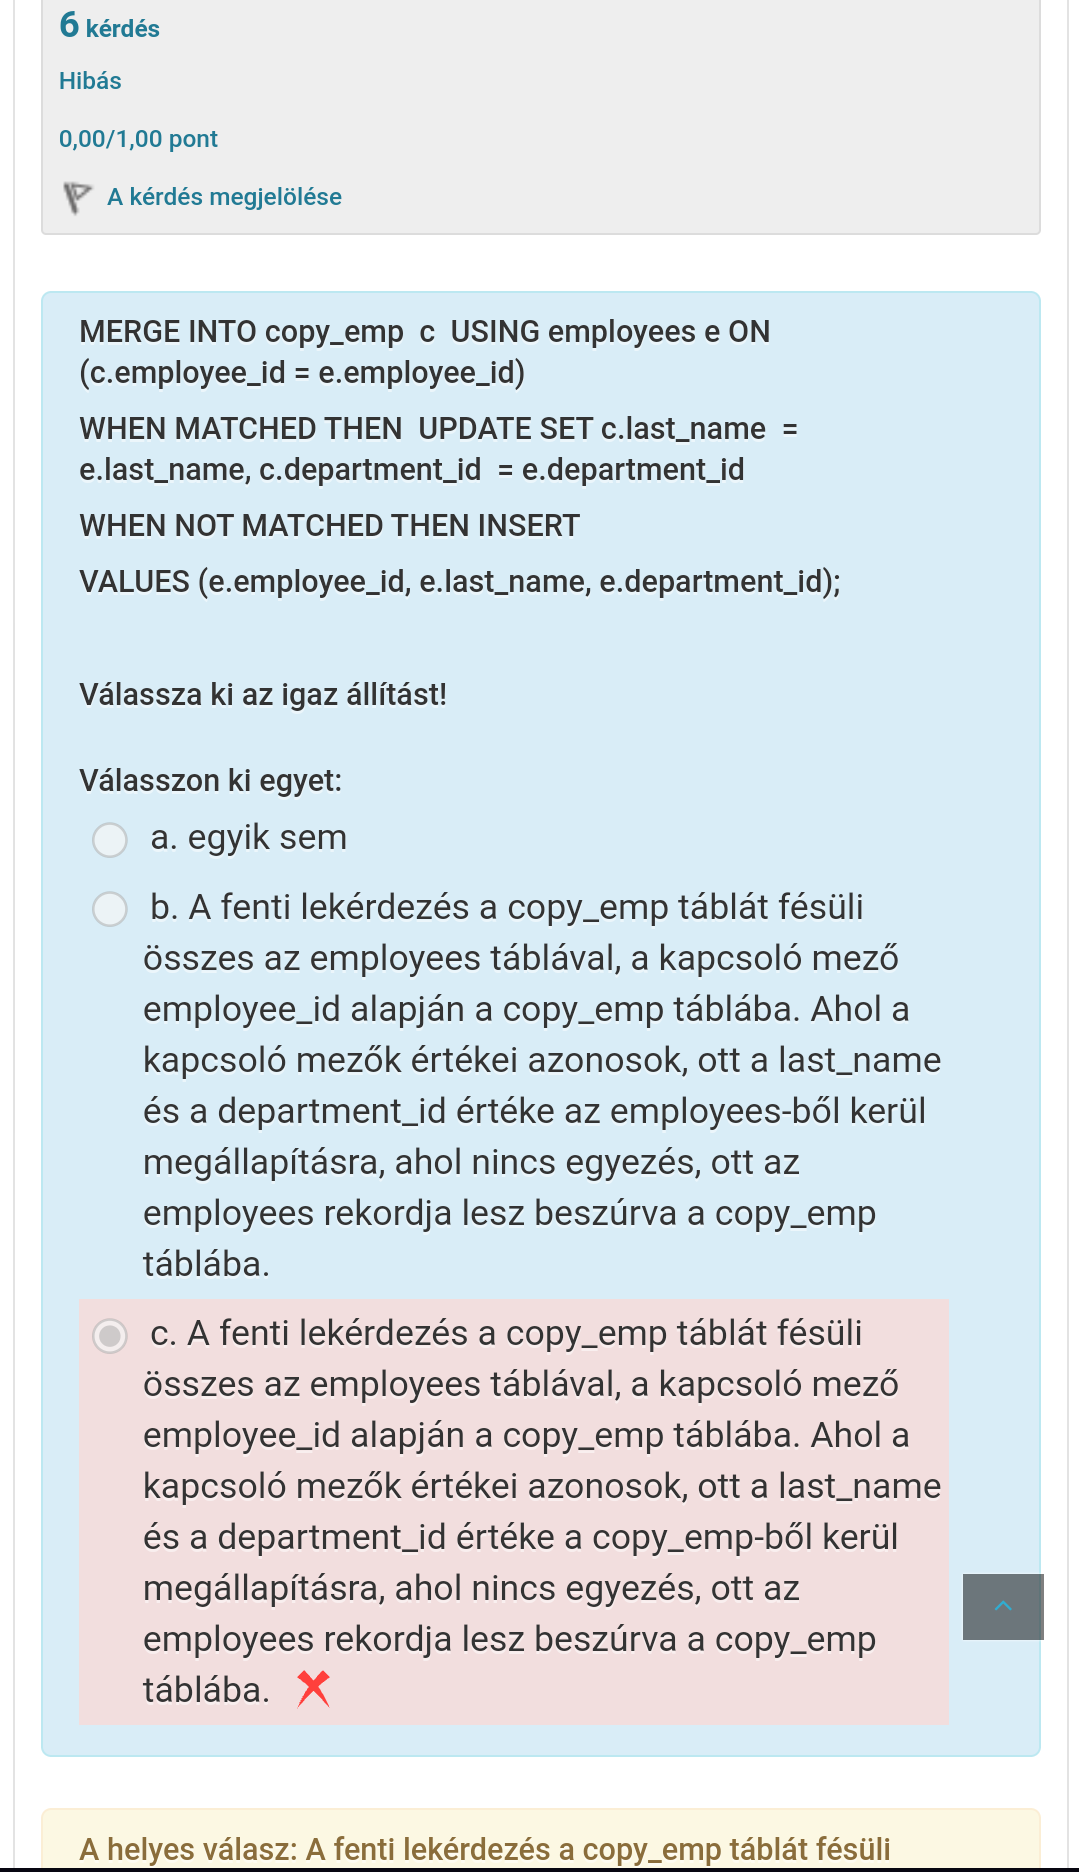 6 kérdés
Hibás
0,00/1,00 pont
A kérdés megjelölése
MERGE INTO copy_emp  c  USING employees e ON
(c.employee_id = e.employee_id)
WHEN MATCHED THEN  UPDATE SET c.last_name  =
e.last_name, c.department_id  = e.department_id
WHEN NOT MATCHED THEN INSERT
VALUES (e.employee_id, e.last_name, e.department_id);
Válassza ki az igaz állítást!
Válasszon ki egyet:
a. egyik sem
b. A fenti lekérdezés a copy_emp táblát fésüli
összes az employees táblával, a kapcsoló mező
employee_id alapján a copy_emp táblába. Ahol a
kapcsoló mezők értékei azonosok, ott a last_name
és a department_id értéke az employees-ből kerül
megállapításra, ahol nincs egyezés, ott az
employees rekordja lesz beszúrva a copy_emp
táblába.
c. A fenti lekérdezés a copy_emp táblát fésüli
összes az employees táblával, a kapcsoló mező
employee_id alapján a copy_emp táblába. Ahol a
kapcsoló mezők értékei azonosok, ott a last_name
és a department_id értéke a copy_emp-ből kerül
megállapításra, ahol nincs egyezés, ott az
employees rekordja lesz beszúrva a copy_emp
táblába.
A helyes válasz: A fenti lekérdezés a copy_emp táblát fésüli